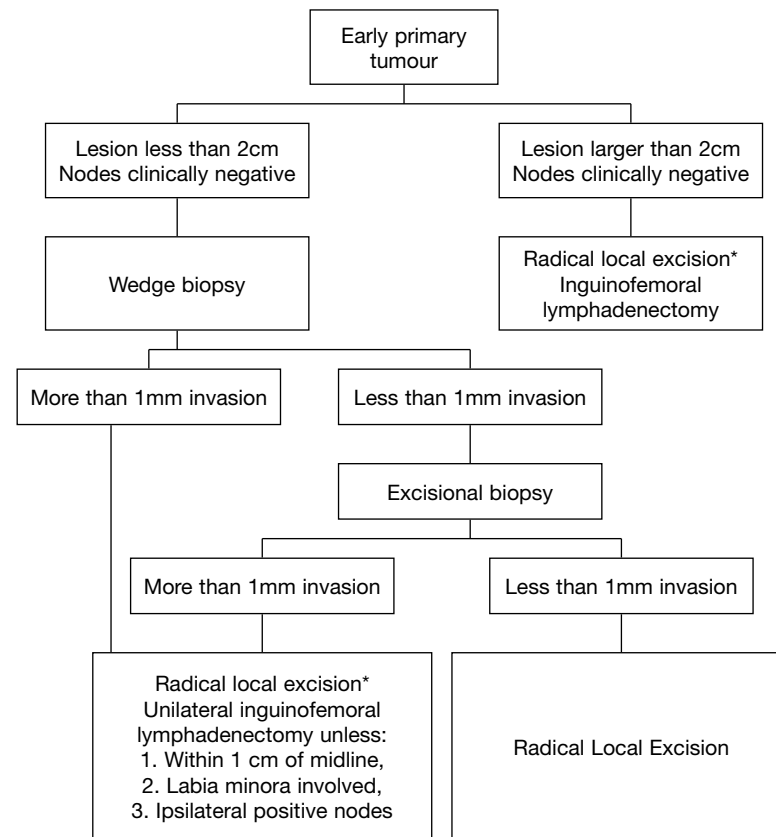 Early primary
tumour
Lesion less than 2cm
Nodes clinically negative
Lesion larger than 2cm
Nodes clinically negative
Wedge biopsy
Radical local excision*
Inguinofemoral
lymphadenectomy
More than 1mm invasion
Less than 1mm invasion
Excisional biopsy
More than 1mm invasion
Less than 1mm invasion
Radical local excision*
Unilateral inguinofemoral
lymphadenectomy unless:
1. Within 1 cm of midline,
2. Labia minora involved,
3. Ipsilateral positive nodes
Radical Local Excision